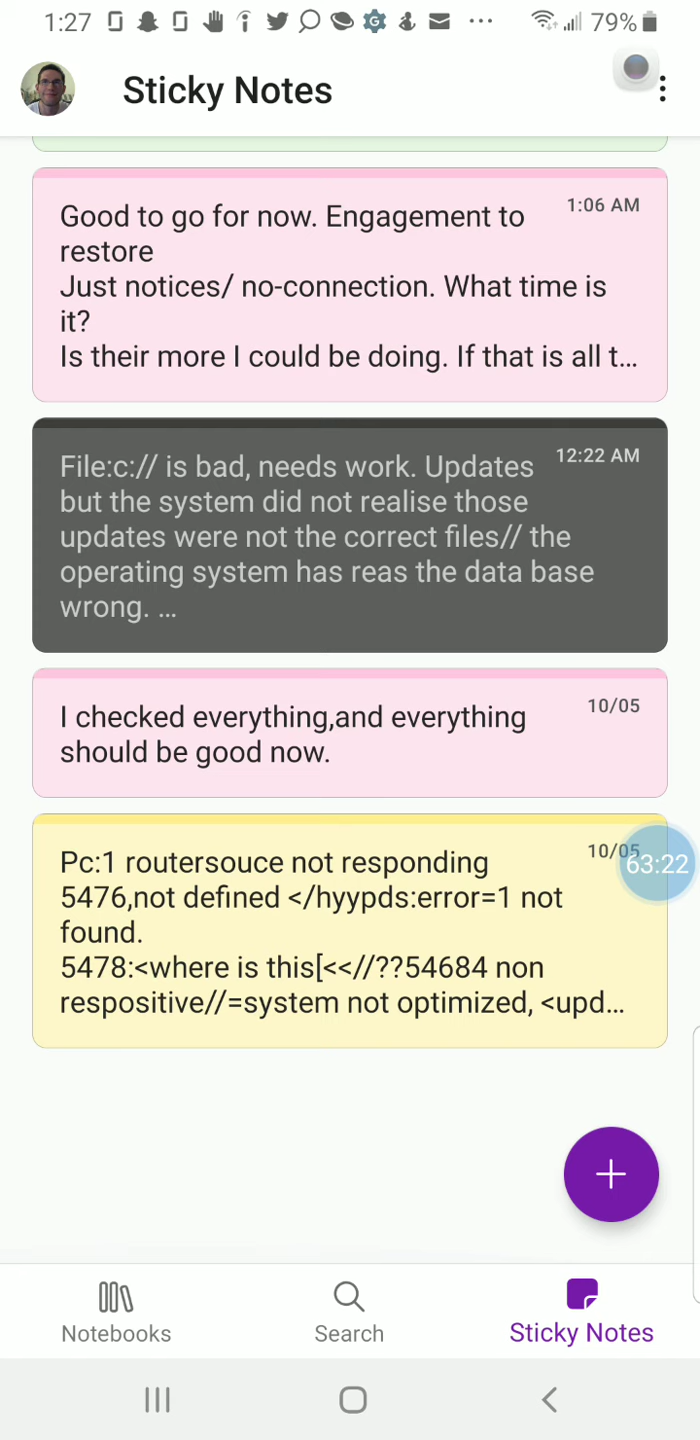 1:27 79%
Sticky Notes
1:06 AM
Good to go for now. Engagement to
restore
Just notices/ no-connection. What time is
it?
Is their more I could be doing. If that is all t...
12:22 AM
File:c:// is bad, needs work. Updates
but the system did not realise those
updates were not the correct files// the
operating system has reas the data base
wrong. ...
10/05
I checked everything,and everything
should be good now.
10/05
63:22
Pc:1 routersouce not responding
5476,not defined </hyypds:error=1 not
found.
5478:<where is this[<<//??54684 non
respositive//=system not optimized, <upd...
Notebooks
Search
Sticky Notes